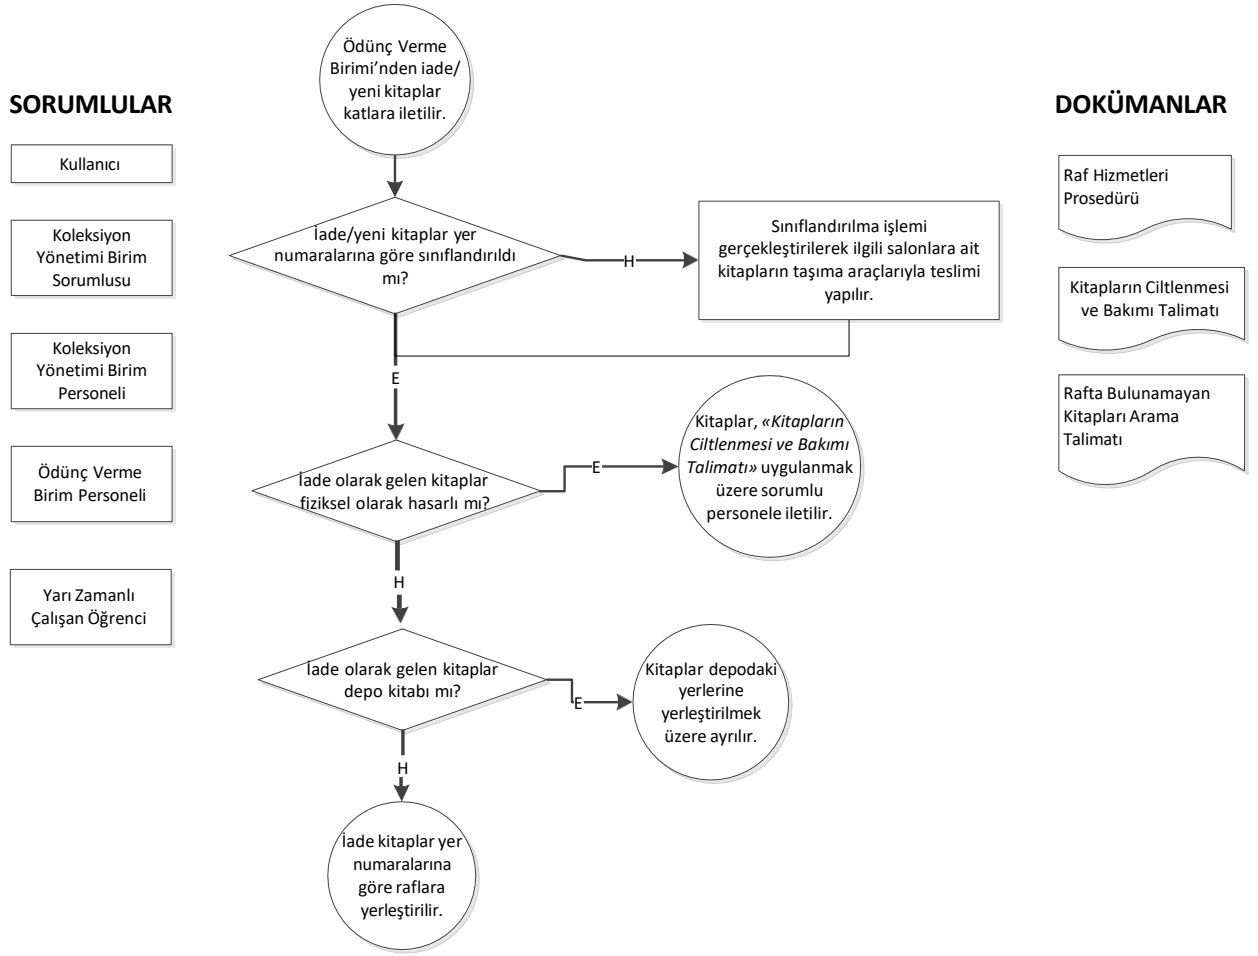 Ödünç Verme
Birimi’nden iade/
yeni kitaplar
katlara iletilir.
SORUMLULAR
Kullanıcı
Koleksiyon
Yönetimi Birim
Sorumlusu
Koleksiyon
Yönetimi Birim
Personeli
Ödünç Verme
Birim Personeli
Yarı Zamanlı
Çalışan Öğrenci
İade/yeni kitaplar yer
numaralarına göre sınıflandırıldı
mı?
H
Sınıflandırılma işlemi
gerçekleştirilerek ilgili salonlara ait
kitapların taşıma araçlarıyla teslimi
yapılır.
E
İade olarak gelen kitaplar
fiziksel olarak hasarlı mı?
E
Kitaplar, «Kitapların
Ciltlenmesi ve Bakımı
Talimatı» uygulanmak
üzere sorumlu
personele iletilir.
H
İade olarak gelen kitaplar
depo kitabı mı?
E
Kitaplar depodaki
yerlerine
yerleştirilmek
üzere ayrılır.
H
İade kitaplar yer
numaralarına
göre raflara
yerleştirilir.
DOKÜMANLAR
Raf Hizmetleri
Prosedürü
Kitapların Ciltlenmesi
ve Bakımı Talimatı
Rafta Bulunamayan
Kitapları Arama
Talimatı